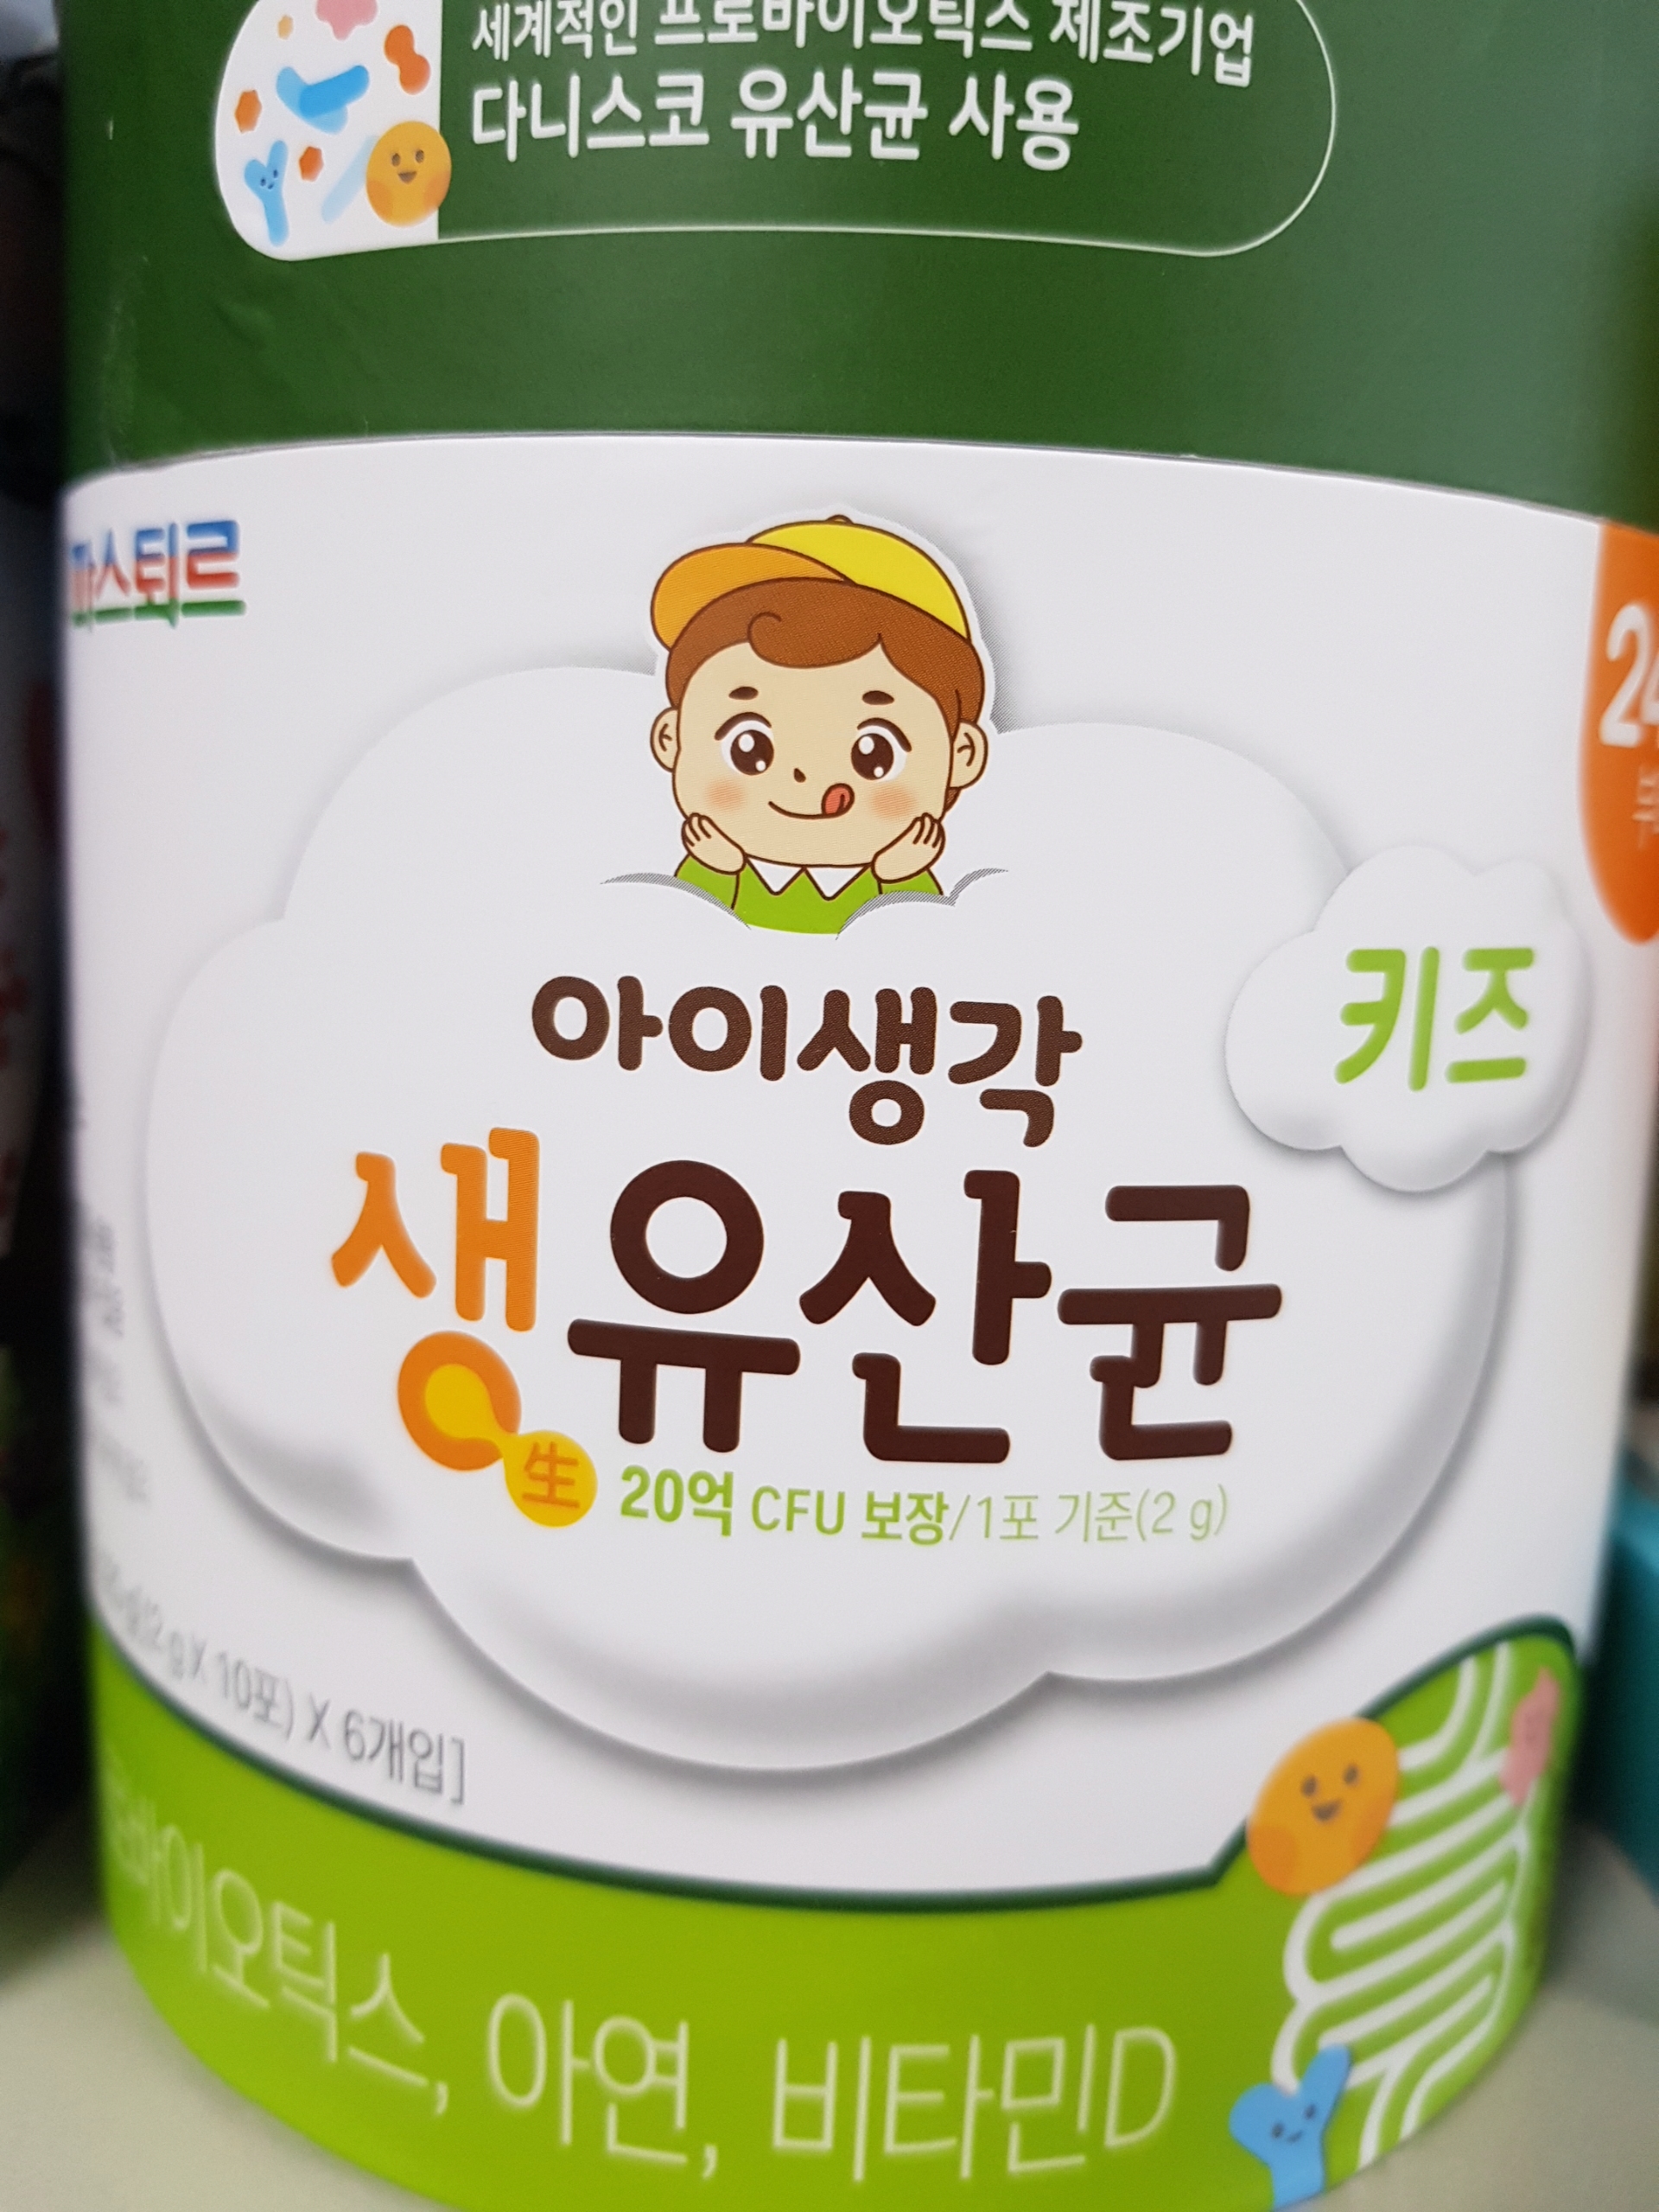 세계적인 프로바이오틱스 제조기업
다니스코 유산균 사용
파스퇴르
24
아이생각
키즈
생유산균
生
20억 CFU 보장/1포 기준(2 g)
(2 g X 10포) X 6개입]
바이오틱스, 아연, 비타민D